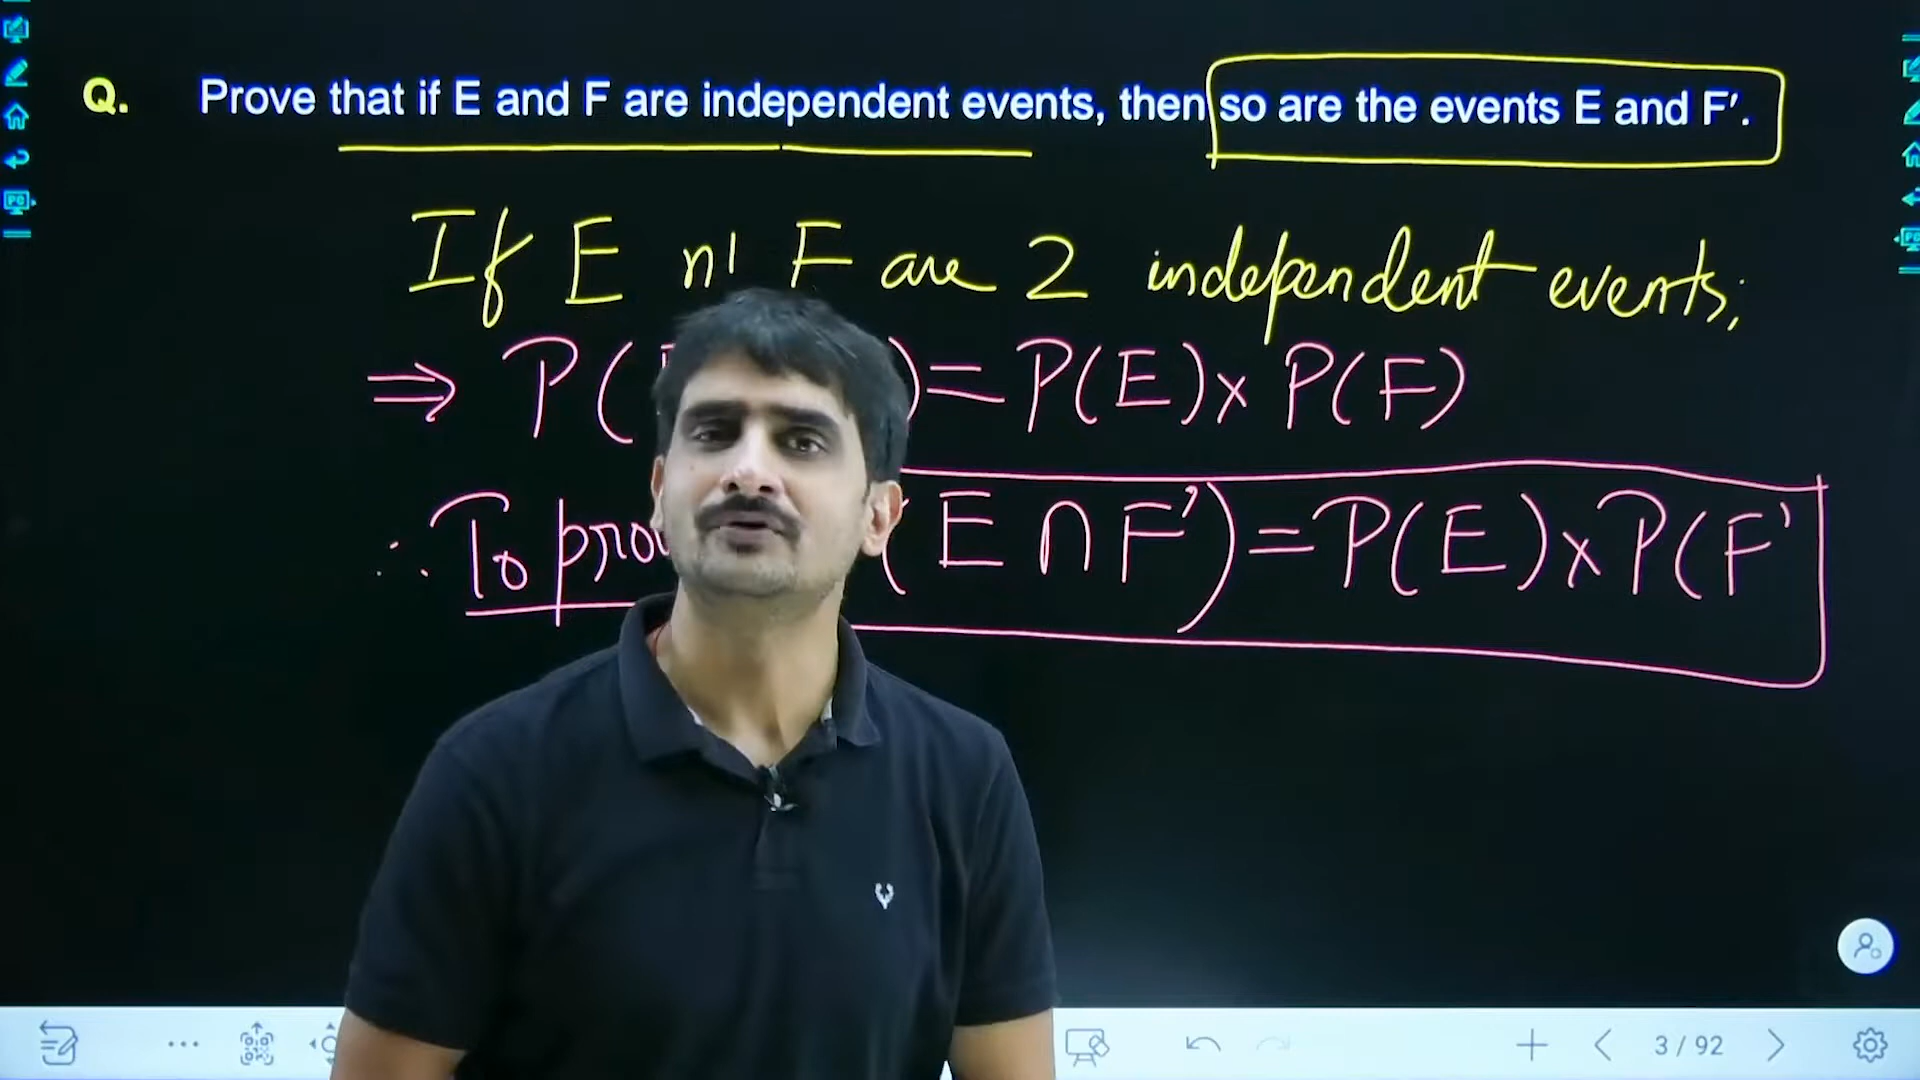 Q. Prove that if E and F are independent events, then so are the events E and F′.
If E n' F are 2 independent events;
⇒ P( ) = P(E) x P(F)
∴ To (E ∩ F') = P(E) x P(F'
3 / 92